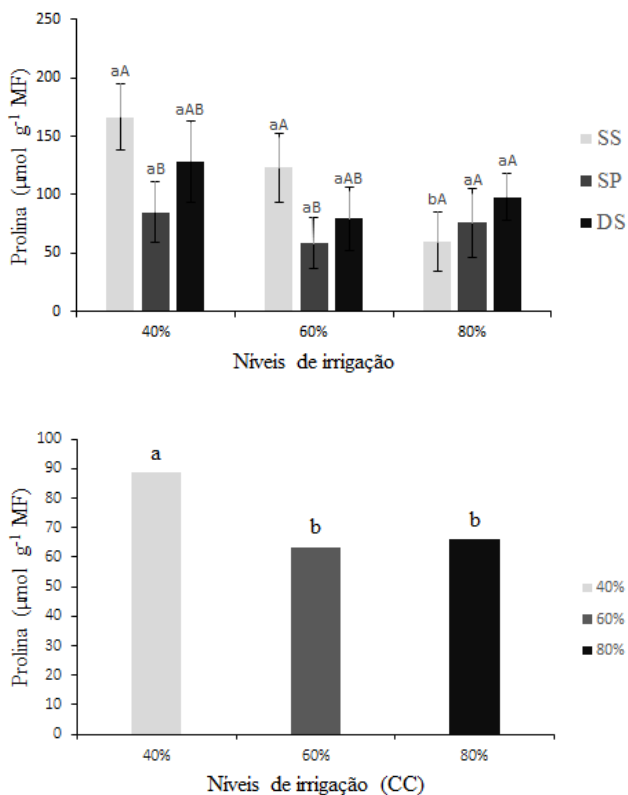 250
200
150
100
50
0
Prolina (µmol g⁻¹ MF)
aA
aB
aAB
aA
aB
aAB
bA
aA
aA
40%
60%
80%
Níveis de irrigação
SS
SP
DS
100
90
80
70
60
50
40
30
20
10
0
Prolina (µmol g⁻¹ MF)
a
b
b
40%
60%
80%
Níveis de irrigação (CC)
40%
60%
80%